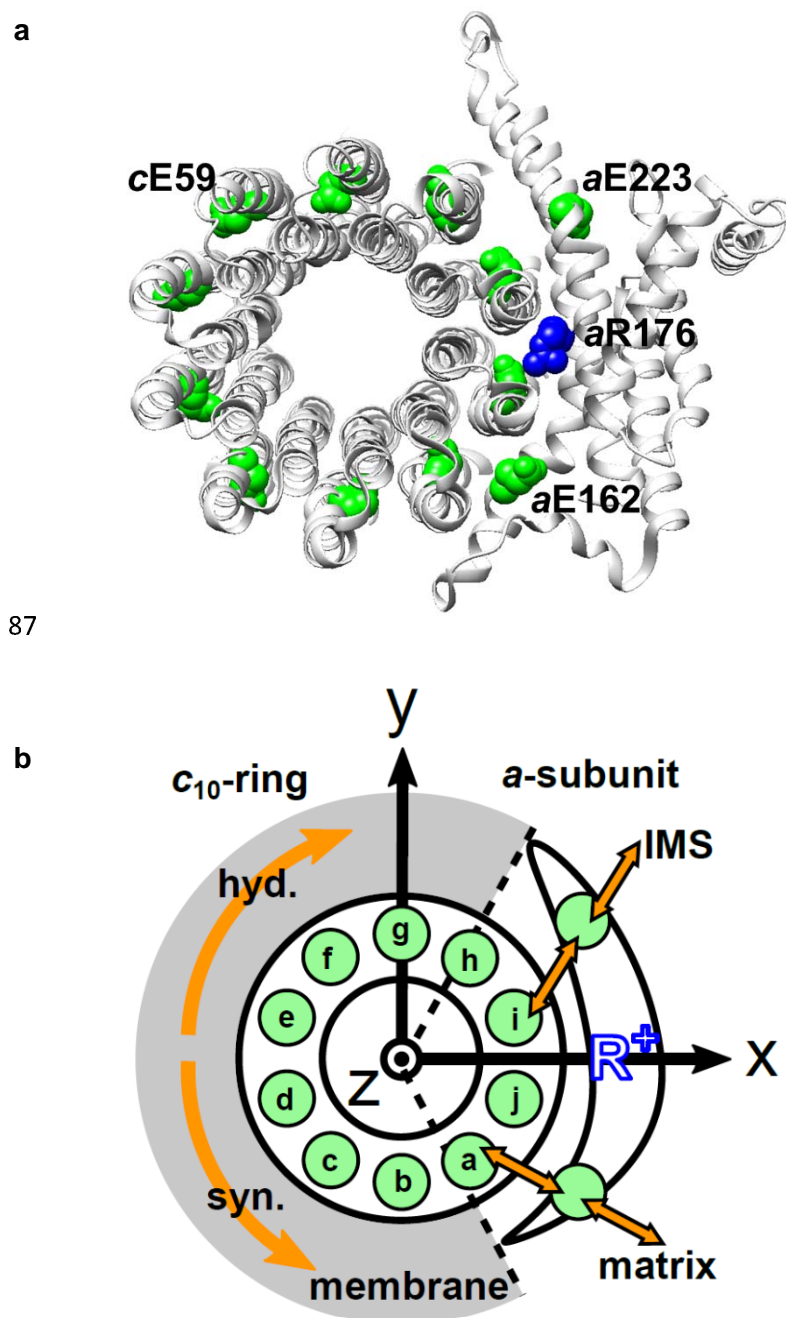 a
cE59
aE223
aR176
aE162
87
b
y
c10-ring
a-subunit
IMS
hyd.
g
f
h
e
i
R+
x
Z
d
j
c
a
b
syn.
matrix
membrane